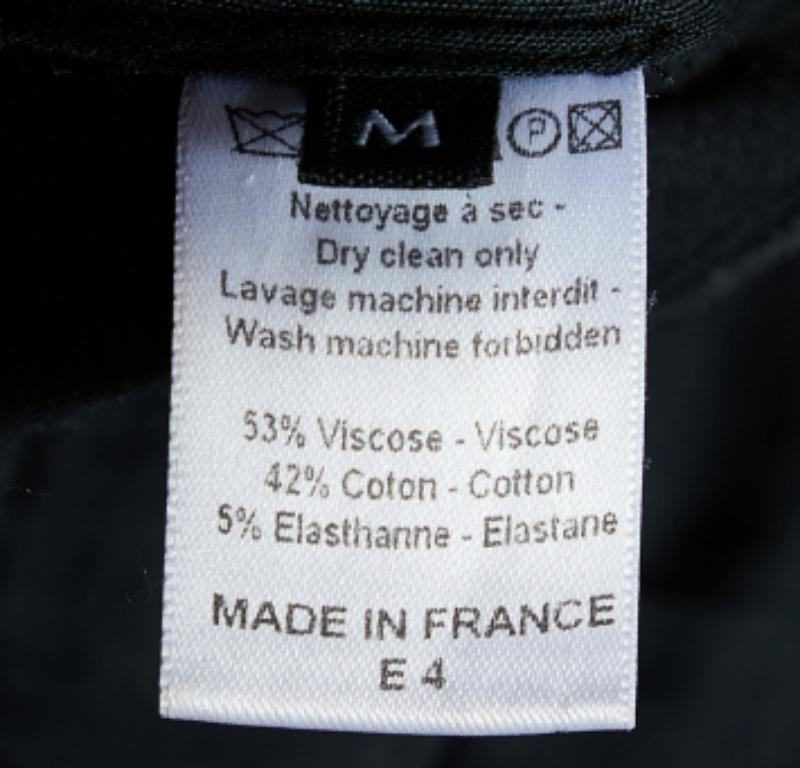 M
P
Nettoyage à sec -
Dry clean only
Lavage machine interdit -
Wash machine forbidden
53% Viscose - Viscose
42% Coton - Cotton
5% Elasthanne - Elastane
MADE IN FRANCE
E 4